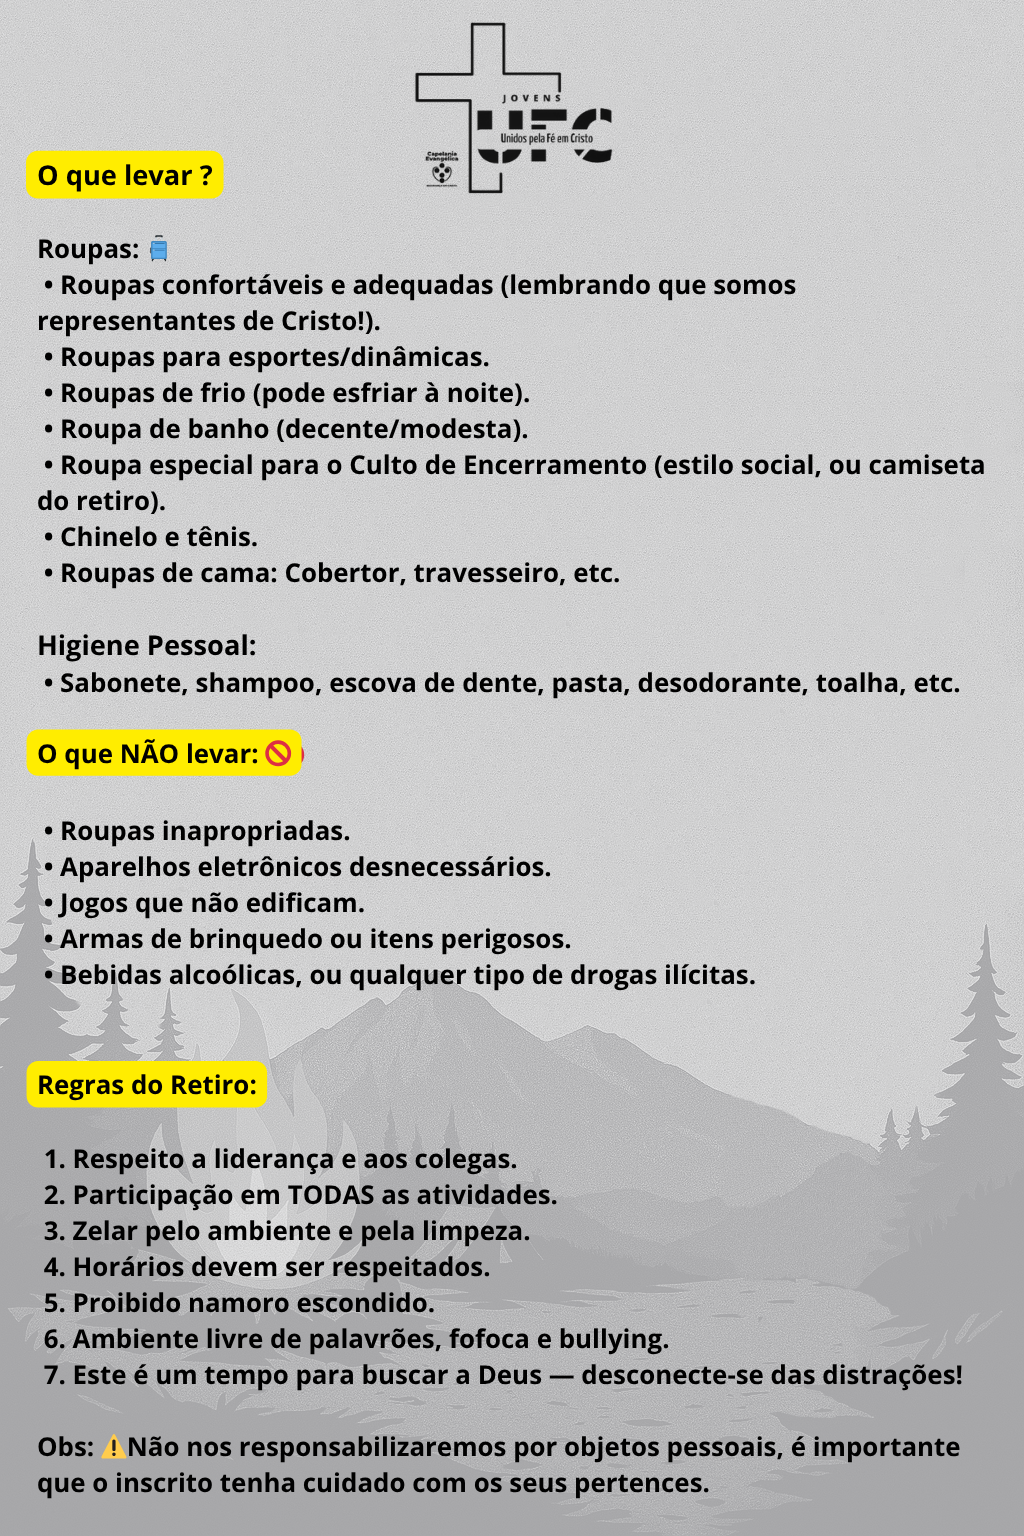 JOVENS
UFC
Unidos pela Fé em Cristo
Capelania
Evangélica
O que levar ?
Roupas: 🧳
• Roupas confortáveis e adequadas (lembrando que somos
representantes de Cristo!).
• Roupas para esportes/dinâmicas.
• Roupas de frio (pode esfriar à noite).
• Roupa de banho (decente/modesta).
• Roupa especial para o Culto de Encerramento (estilo social, ou camiseta
do retiro).
• Chinelo e tênis.
• Roupas de cama: Cobertor, travesseiro, etc.
Higiene Pessoal:
• Sabonete, shampoo, escova de dente, pasta, desodorante, toalha, etc.
O que NÃO levar: 🚫
• Roupas inapropriadas.
• Aparelhos eletrônicos desnecessários.
• Jogos que não edificam.
• Armas de brinquedo ou itens perigosos.
• Bebidas alcoólicas, ou qualquer tipo de drogas ilícitas.
Regras do Retiro:
1. Respeito a liderança e aos colegas.
2. Participação em TODAS as atividades.
3. Zelar pelo ambiente e pela limpeza.
4. Horários devem ser respeitados.
5. Proibido namoro escondido.
6. Ambiente livre de palavrões, fofoca e bullying.
7. Este é um tempo para buscar a Deus — desconecte-se das distrações!
Obs: ⚠️Não nos responsabilizaremos por objetos pessoais, é importante
que o inscrito tenha cuidado com os seus pertences.